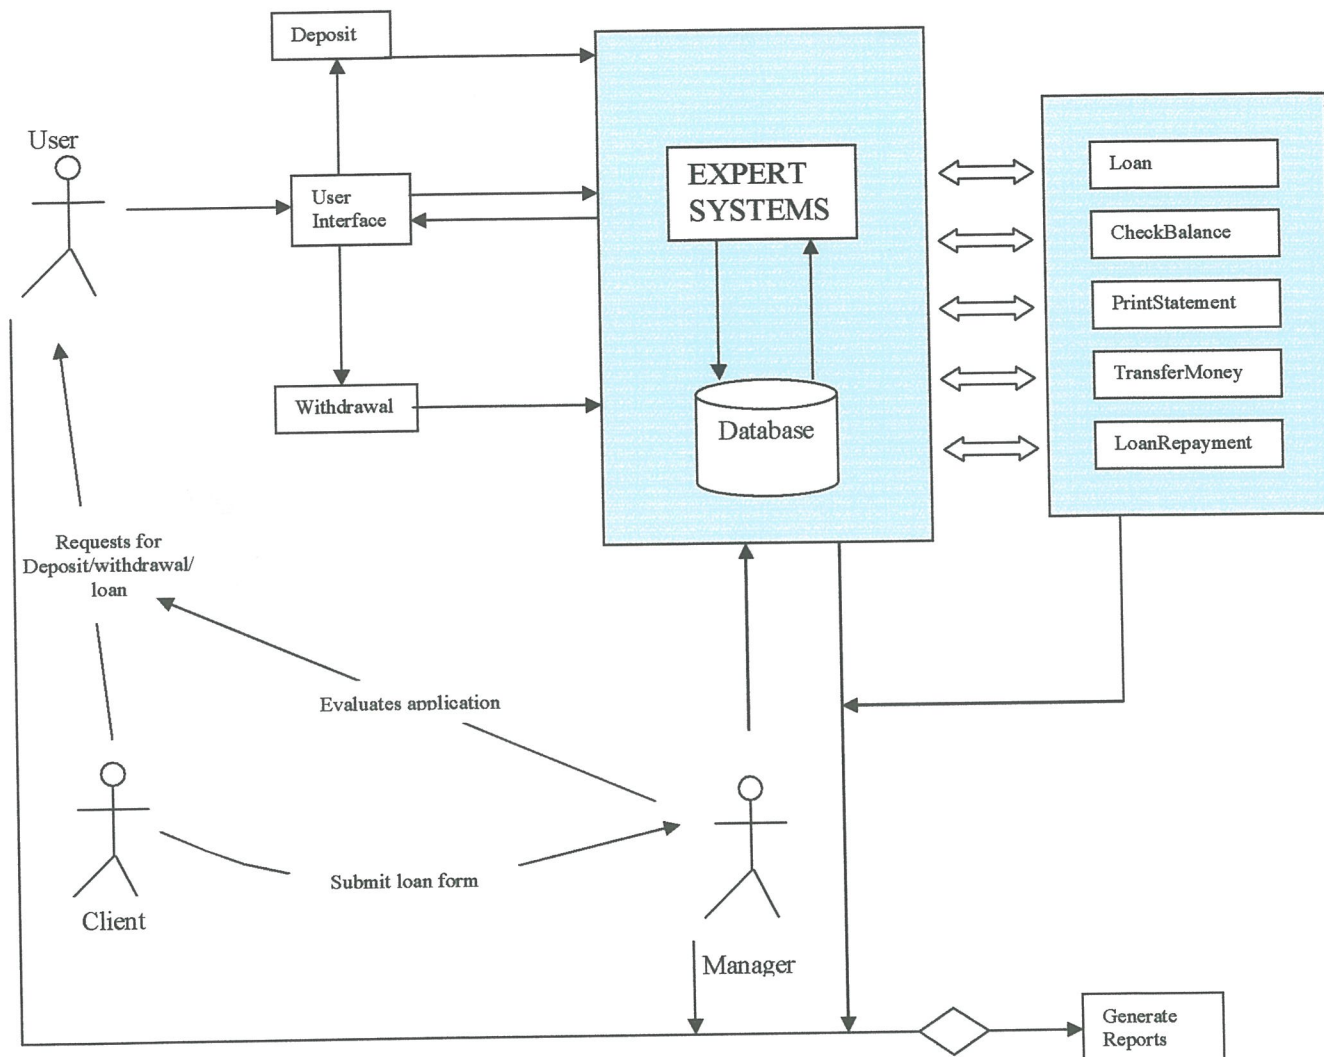 Deposit
User
User
Interface
EXPERT
SYSTEMS
Loan
CheckBalance
PrintStatement
TransferMoney
LoanRepayment
Withdrawal
Database
Requests for
Deposit/withdrawal/
loan
Evaluates application
Submit loan form
Client
Manager
Generate
Reports